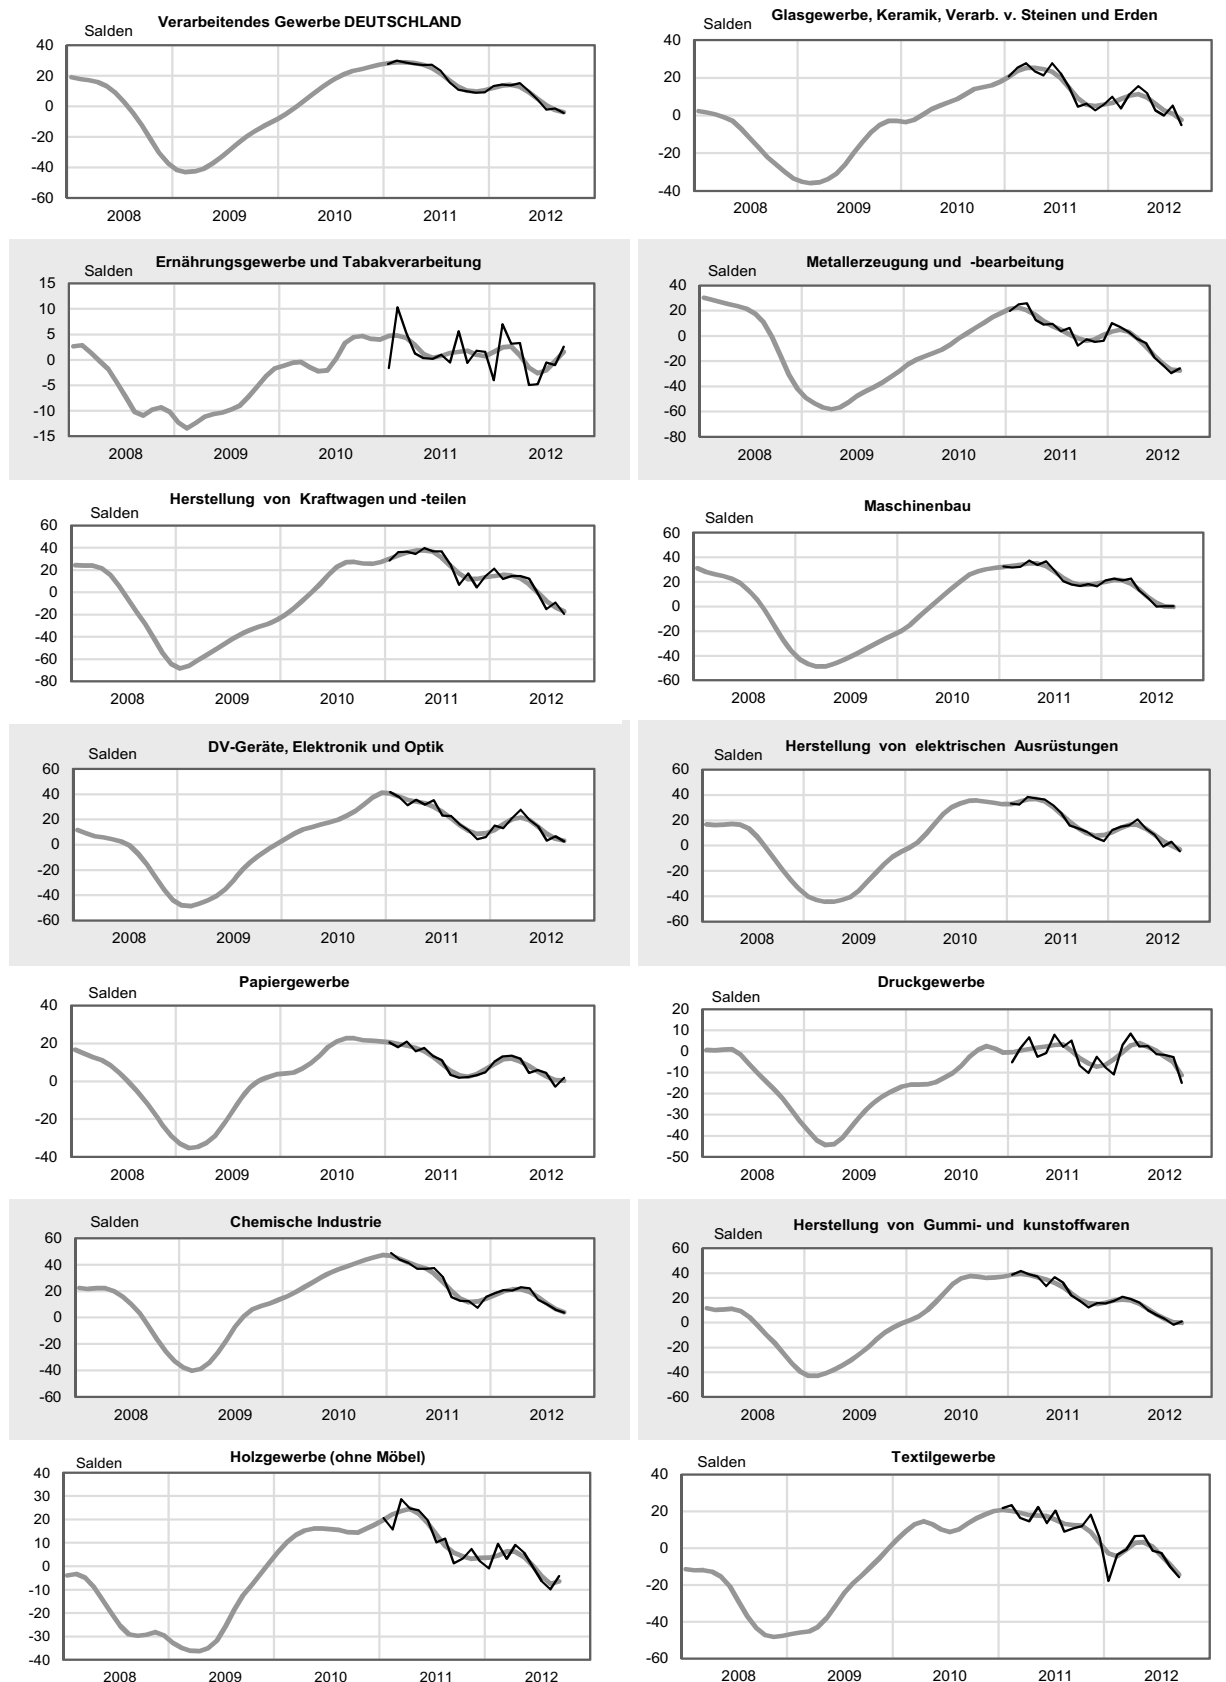 Verarbeitendes Gewerbe DEUTSCHLAND
Salden
40
20
0
-20
-40
-60
2008 2009 2010 2011 2012
Glasgewerbe, Keramik, Verarb. v. Steinen und Erden
Salden
40
20
0
-20
-40
2008 2009 2010 2011 2012
Ernährungsgewerbe und Tabakverarbeitung
Salden
15
10
5
0
-5
-10
-15
2008 2009 2010 2011 2012
Metallerzeugung und -bearbeitung
Salden
40
20
0
-20
-40
-60
-80
2008 2009 2010 2011 2012
Herstellung von Kraftwagen und -teilen
Salden
60
40
20
0
-20
-40
-60
-80
2008 2009 2010 2011 2012
Maschinenbau
Salden
60
40
20
0
-20
-40
-60
2008 2009 2010 2011 2012
DV-Geräte, Elektronik und Optik
Salden
60
40
20
0
-20
-40
-60
2008 2009 2010 2011 2012
Herstellung von elektrischen Ausrüstungen
Salden
60
40
20
0
-20
-40
-60
2008 2009 2010 2011 2012
Papiergewerbe
Salden
40
20
0
-20
-40
2008 2009 2010 2011 2012
Druckgewerbe
Salden
20
10
0
-10
-20
-30
-40
-50
2008 2009 2010 2011 2012
Chemische Industrie
Salden
60
40
20
0
-20
-40
-60
2008 2009 2010 2011 2012
Herstellung von Gummi- und kunstoffwaren
Salden
60
40
20
0
-20
-40
-60
2008 2009 2010 2011 2012
Holzgewerbe (ohne Möbel)
Salden
40
30
20
10
0
-10
-20
-30
-40
2008 2009 2010 2011 2012
Textilgewerbe
Salden
40
20
0
-20
-40
-60
2008 2009 2010 2011 2012